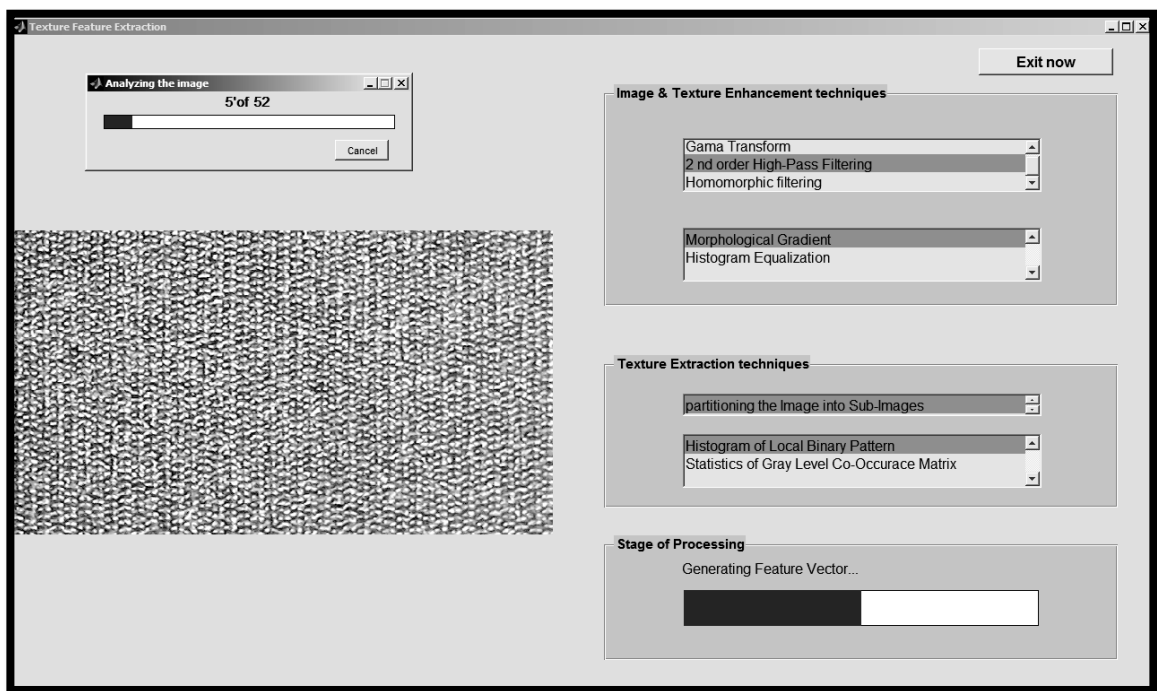 Texture Feature Extraction
Exit now
Analyzing the image
5'of 52
Cancel
Image & Texture Enhancement techniques
Gama Transform
2 nd order High-Pass Filtering
Homomorphic filtering
Morphological Gradient
Histogram Equalization
Texture Extraction techniques
partitioning the Image into Sub-Images
Histogram of Local Binary Pattern
Statistics of Gray Level Co-Occurace Matrix
Stage of Processing
Generating Feature Vector...